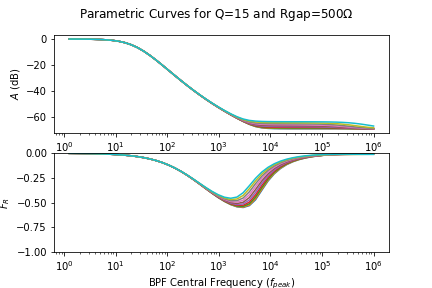 Parametric Curves for Q=15 and Rgap=500Ω
0
−20
−40
−60
A (dB)
10⁰ 10¹ 10² 10³ 10⁴ 10⁵ 10⁶
0.00
−0.25
−0.50
−0.75
−1.00
F_R
10⁰ 10¹ 10² 10³ 10⁴ 10⁵ 10⁶
BPF Central Frequency (f_peak)